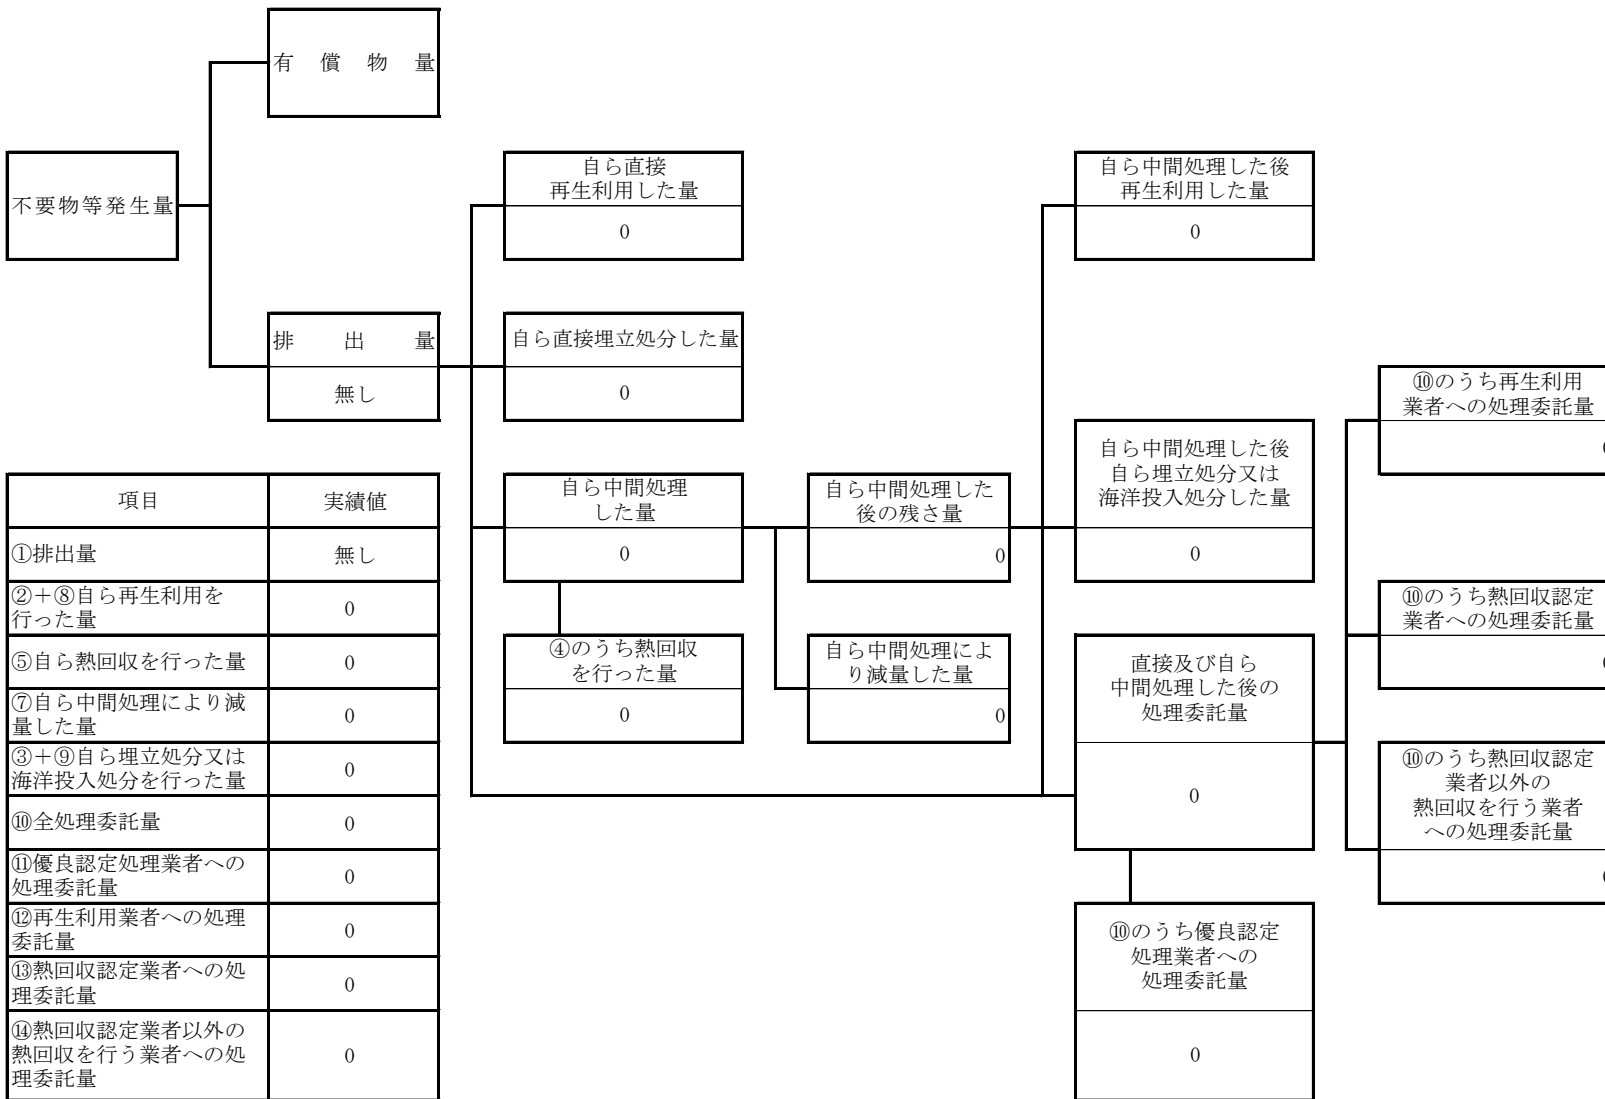 有償物量
不要物等発生量
排出量
無し
自ら直接
再生利用した量
0
自ら直接埋立処分した量
0
自ら中間処理
した量
0
④のうち熱回収
を行った量
0
自ら中間処理した
後の残さ量
0
自ら中間処理によ
り減量した量
0
自ら中間処理した後
再生利用した量
0
自ら中間処理した後
自ら埋立処分又は
海洋投入処分した量
0
直接及び自ら
中間処理した後の
処理委託量
0
⑩のうち優良認定
処理業者への
処理委託量
0
⑩のうち再生利用
業者への処理委託量
⑩のうち熱回収認定
業者への処理委託量
⑩のうち熱回収認定
業者以外の
熱回収を行う業者
への処理委託量
項目 実績値
①排出量 無し
②+⑧自ら再生利用を
行った量 0
⑤自ら熱回収を行った量 0
⑦自ら中間処理により減
量した量 0
③+⑨自ら埋立処分又は
海洋投入処分を行った量 0
⑩全処理委託量 0
⑪優良認定処理業者への
処理委託量 0
⑫再生利用業者への処理
委託量 0
⑬熱回収認定業者への処
理委託量 0
⑭熱回収認定業者以外の
熱回収を行う業者への処 0
理委託量